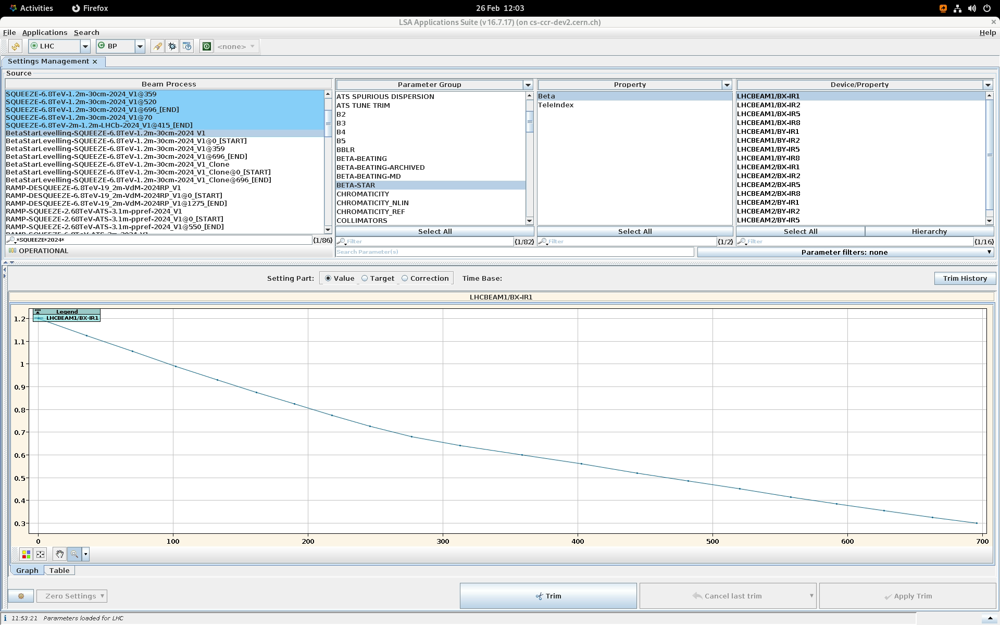 Activities Firefox 26 Feb 12:03
LSA Applications Suite (v 16.7.17) (on cs-ccr-dev2.cern.ch)
File Applications Search Help
LHC BP <none>
Settings Management
Source
Beam Process
SQUEEZE-6.8TeV-1.2m-30cm-2024_V1@359
SQUEEZE-6.8TeV-1.2m-30cm-2024_V1@520
SQUEEZE-6.8TeV-1.2m-30cm-2024_V1@696_[END]
SQUEEZE-6.8TeV-1.2m-30cm-2024_V1@70
SQUEEZE-6.8TeV-2m-1.2m-LHCb-2024_V1@415_[END]
BetaStarLevelling-SQUEEZE-6.8TeV-1.2m-30cm-2024_V1
BetaStarLevelling-SQUEEZE-6.8TeV-1.2m-30cm-2024_V1@0_[START]
BetaStarLevelling-SQUEEZE-6.8TeV-1.2m-30cm-2024_V1@359
BetaStarLevelling-SQUEEZE-6.8TeV-1.2m-30cm-2024_V1@696_[END]
BetaStarLevelling-SQUEEZE-6.8TeV-1.2m-30cm-2024_V1_Clone
BetaStarLevelling-SQUEEZE-6.8TeV-1.2m-30cm-2024_V1_Clone@0_[START]
BetaStarLevelling-SQUEEZE-6.8TeV-1.2m-30cm-2024_V1_Clone@696_[END]
RAMP-DESQUEEZE-6.8TeV-19_2m-VdM-2024RP_V1
RAMP-DESQUEEZE-6.8TeV-19_2m-VdM-2024RP_V1@0_[START]
RAMP-DESQUEEZE-6.8TeV-19_2m-VdM-2024RP_V1@1275_[END]
RAMP-SQUEEZE-2.68TeV-ATS-3.1m-ppref-2024_V1
RAMP-SQUEEZE-2.68TeV-ATS-3.1m-ppref-2024_V1@0_[START]
RAMP-SQUEEZE-2.68TeV-ATS-3.1m-ppref-2024_V1@550_[END]
*SQUEEZE*2024* (1/86)
OPERATIONAL
Parameter Group
ATS SPURIOUS DISPERSION
ATS TUNE TRIM
B2
B3
B4
B5
BBLR
BETA-BEATING
BETA-BEATING-ARCHIVED
BETA-BEATING-MD
BETA-STAR
CHROMATICITY
CHROMATICITY_NLIN
CHROMATICITY_REF
COLLIMATORS
Select All
Filter (1/82)
Search Parameter(s)
Property
Beta
TeleIndex
Select All
Filter (1/2)
Device/Property
LHCBEAM1/BX-IR1
LHCBEAM1/BX-IR2
LHCBEAM1/BX-IR5
LHCBEAM1/BX-IR8
LHCBEAM1/BY-IR1
LHCBEAM1/BY-IR2
LHCBEAM1/BY-IR5
LHCBEAM1/BY-IR8
LHCBEAM2/BX-IR1
LHCBEAM2/BX-IR2
LHCBEAM2/BX-IR5
LHCBEAM2/BX-IR8
LHCBEAM2/BY-IR1
LHCBEAM2/BY-IR2
LHCBEAM2/BY-IR5
Select All Hierarchy
Filter (1/16)
Parameter filters: none
Setting Part: Value Target Correction Time Base: Trim History
LHCBEAM1/BX-IR1
Legend
LHCBEAM1/BX-IR1
1.2
1.1
1
0.9
0.8
0.7
0.6
0.5
0.4
0.3
0 100 200 300 400 500 600 700
Graph Table
Zero Settings Trim Cancel last trim Apply Trim
11:53:21 Parameters loaded for LHC